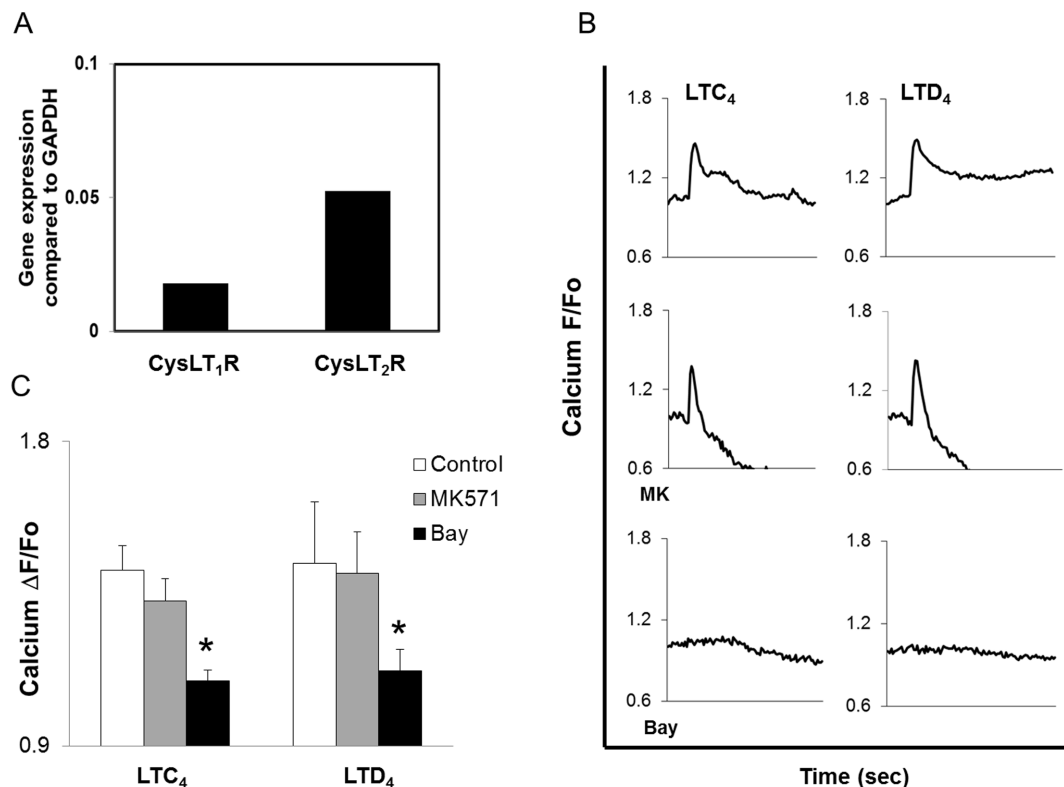 A
0.1
0.05
0
Gene expression
compared to GAPDH
CysLT₁R
CysLT₂R
B
Calcium F/Fo
LTC₄
LTD₄
1.8
1.2
0.6
1.8
1.2
0.6
1.8
1.2
0.6
1.8
1.2
0.6
MK
1.8
1.2
0.6
1.8
1.2
0.6
Bay
Time (sec)
C
1.8
0.9
Calcium ΔF/Fo
Control
MK571
Bay
*
*
LTC₄
LTD₄